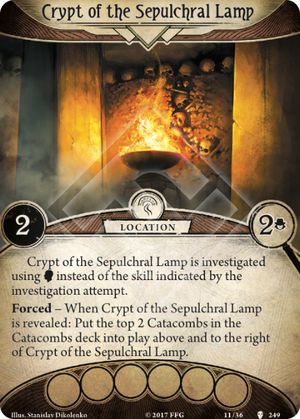 Crypt of the Sepulchral Lamp
2
LOCATION
2
Crypt of the Sepulchral Lamp is investigated
using instead of the skill indicated by the
investigation attempt.
Forced – When Crypt of the Sepulchral Lamp
is revealed: Put the top 2 Catacombs in the
Catacombs deck into play above and to the right
of Crypt of the Sepulchral Lamp.
Illus. Stanislav Dikolenko © 2017 FFG 11/36 249